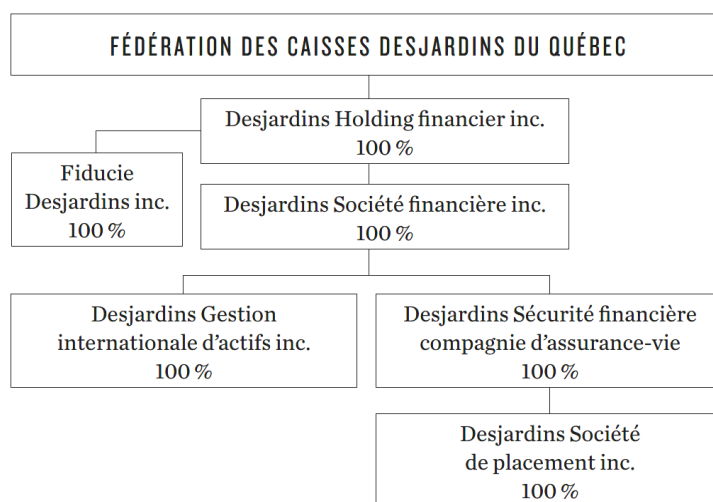 FÉDÉRATION DES CAISSES DESJARDINS DU QUÉBEC
Desjardins Holding financier inc.
100 %
Fiducie
Desjardins inc.
100 %
Desjardins Société financière inc.
100 %
Desjardins Gestion
internationale d’actifs inc.
100 %
Desjardins Sécurité financière
compagnie d’assurance-vie
100 %
Desjardins Société
de placement inc.
100 %